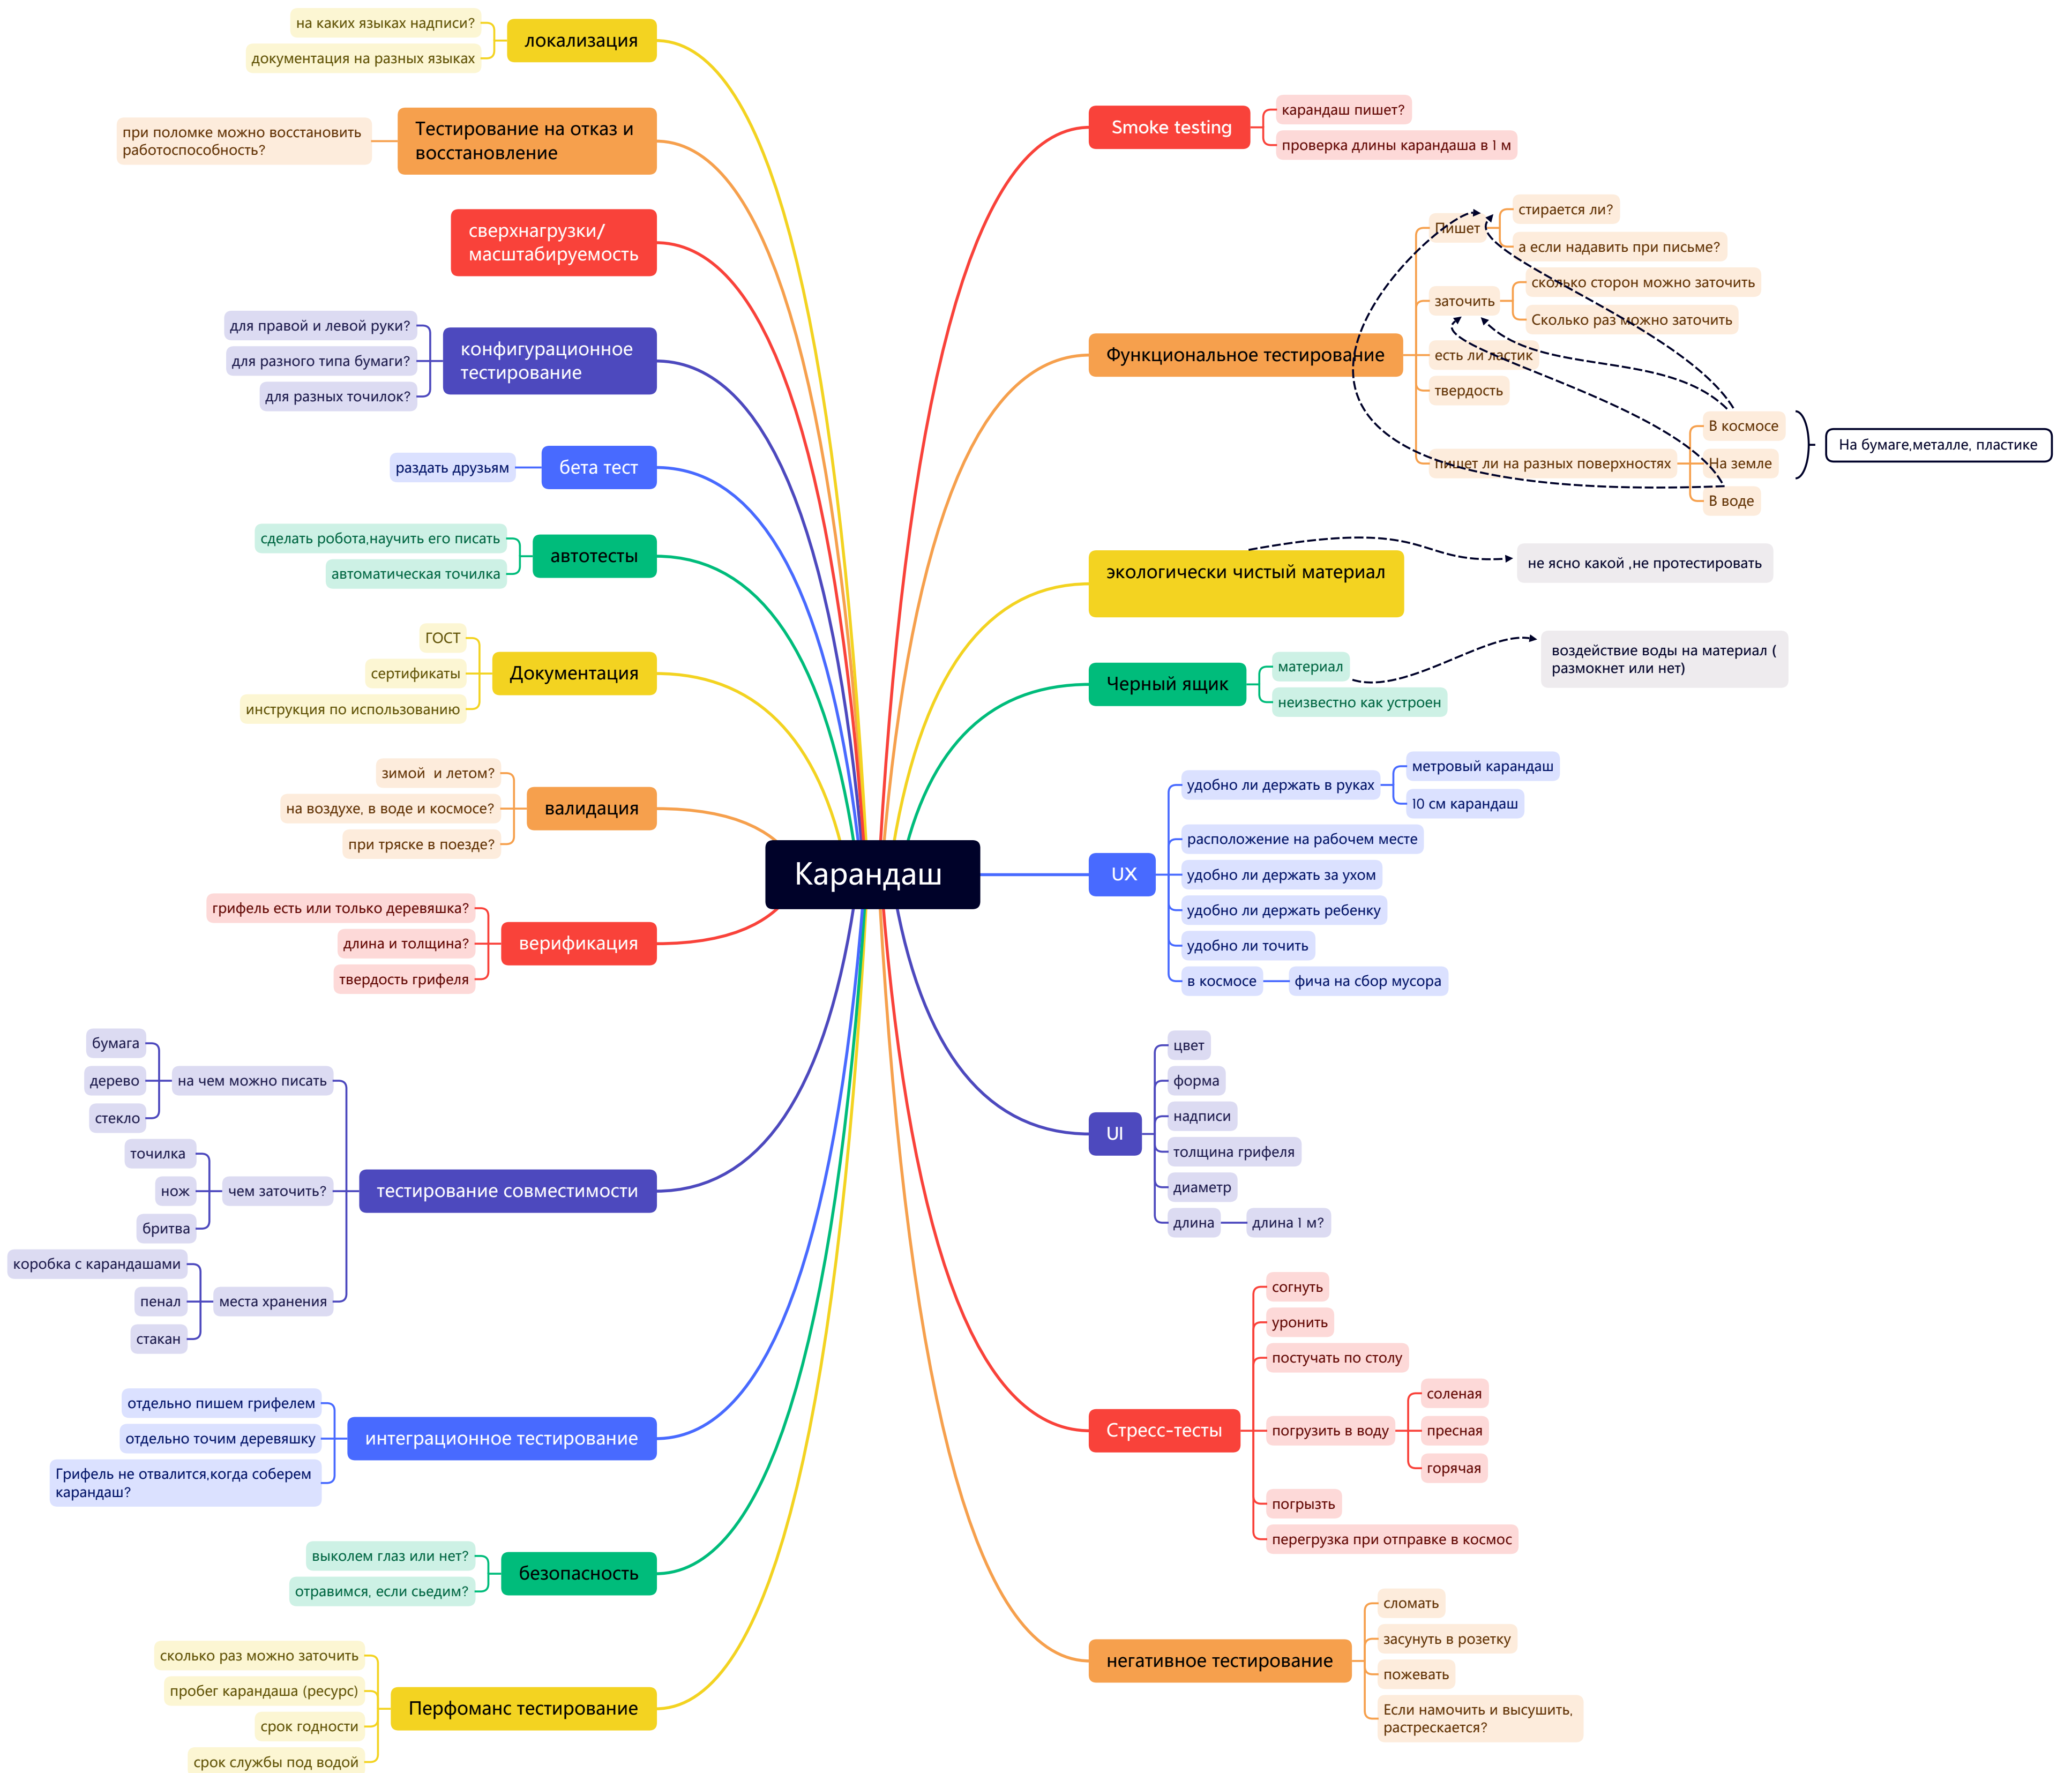 Карандаш
Smoke testing
карандаш пишет?
проверка длины карандаша в 1 м
Функциональное тестирование
Пишет
стирается ли?
а если надавить при письме?
заточить
сколько сторон можно заточить
Сколько раз можно заточить
есть ли ластик
твердость
пишет ли на разных поверхностях
В космосе
На земле
В воде
На бумаге,металле, пластике
экологически чистый материал
не ясно какой ,не протестировать
Черный ящик
материал
воздействие воды на материал (
размокнет или нет)
неизвестно как устроен
UX
удобно ли держать в руках
метровый карандаш
10 см карандаш
расположение на рабочем месте
удобно ли держать за ухом
удобно ли держать ребенку
удобно ли точить
в космосе
фича на сбор мусора
UI
цвет
форма
надписи
толщина грифеля
диаметр
длина
длина 1 м?
Стресс-тесты
согнуть
уронить
постучать по столу
погрузить в воду
соленая
пресная
горячая
погрызть
перегрузка при отправке в космос
негативное тестирование
сломать
засунуть в розетку
пожевать
Если намочить и высушить,
растрескается?
локализация
на каких языках надписи?
документация на разных языках
Тестирование на отказ и
восстановление
при поломке можно восстановить
работоспособность?
сверхнагрузки/
масштабируемость
конфигурационное
тестирование
для правой и левой руки?
для разного типа бумаги?
для разных точилок?
бета тест
раздать друзьям
автотесты
сделать робота,научить его писать
автоматическая точилка
Документация
ГОСТ
сертификаты
инструкция по использованию
валидация
зимой  и летом?
на воздухе, в воде и космосе?
при тряске в поезде?
верификация
грифель есть или только деревяшка?
длина и толщина?
твердость грифеля
тестирование совместимости
на чем можно писать
бумага
дерево
стекло
чем заточить?
точилка
нож
бритва
места хранения
коробка с карандашами
пенал
стакан
интеграционное тестирование
отдельно пишем грифелем
отдельно точим деревяшку
Грифель не отвалится,когда соберем
карандаш?
безопасность
выколем глаз или нет?
отравимся, если сьедим?
Перфоманс тестирование
сколько раз можно заточить
пробег карандаша (ресурс)
срок годности
срок службы под водой